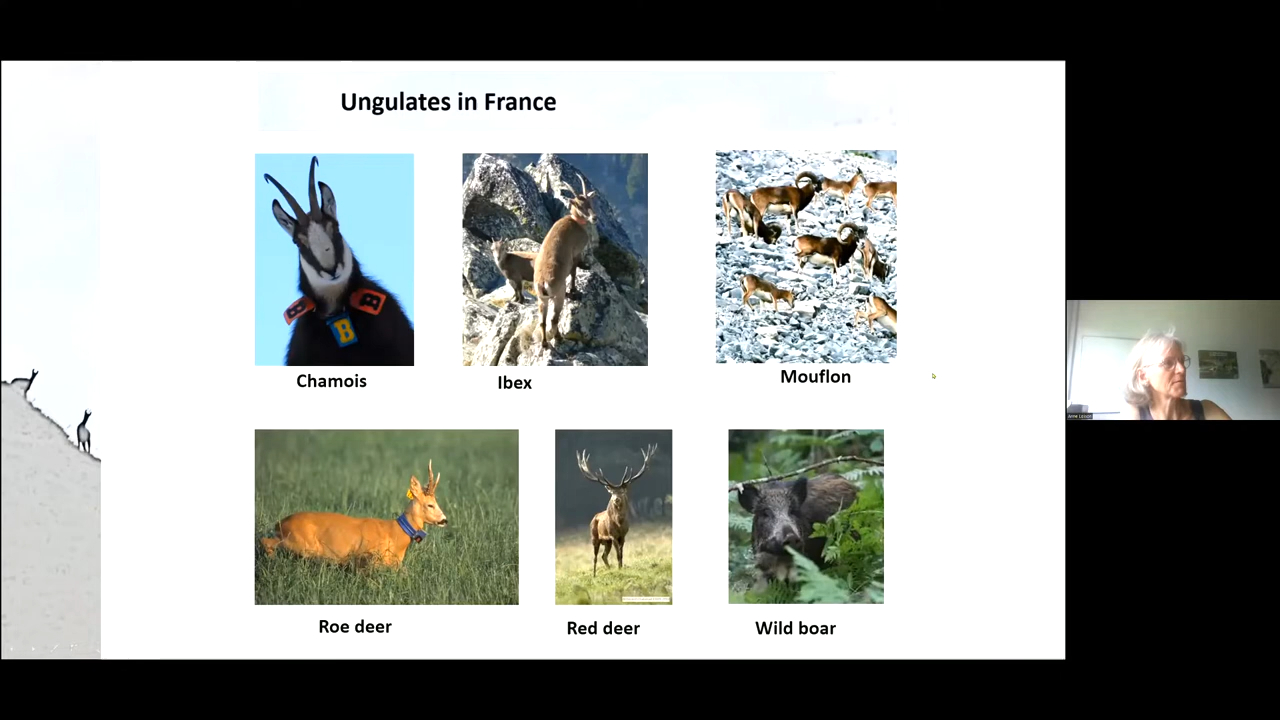 Ungulates in France
B
B
B
Chamois
Ibex
Mouflon
Roe deer
Red deer
Wild boar